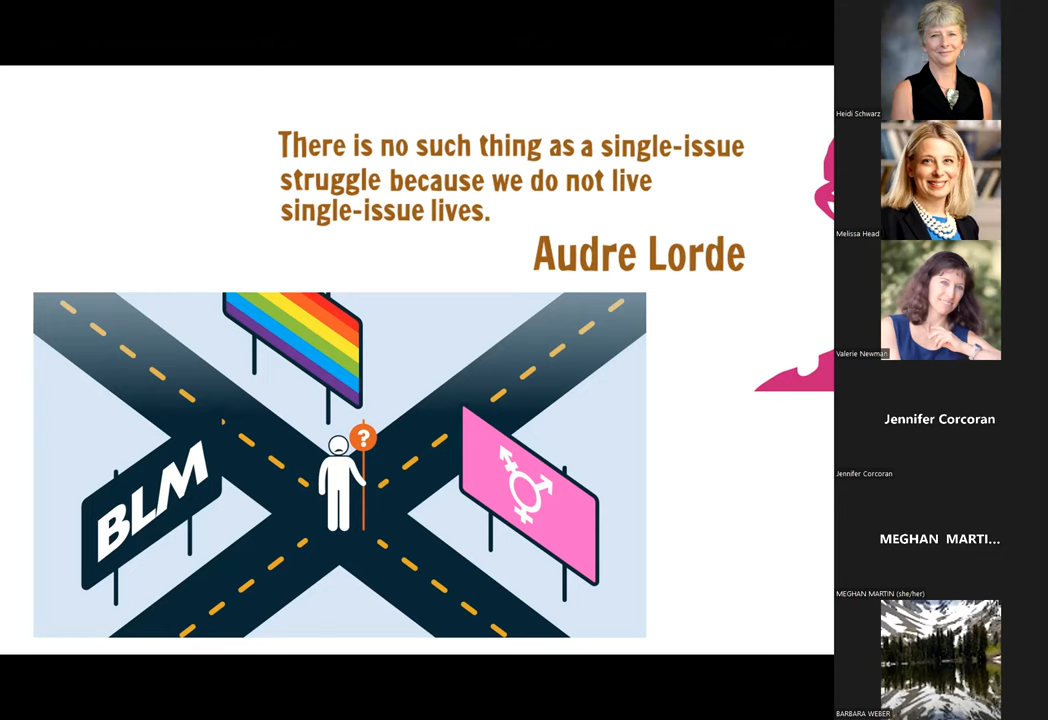 There is no such thing as a single-issue
struggle because we do not live
single-issue lives.
Audre Lorde
BLM
?
Heidi Schwarz
Melissa Head
Valerie Newman
Jennifer Corcoran
Jennifer Corcoran
MEGHAN MARTI...
MEGHAN MARTIN (she/her)
BARBARA WEBER